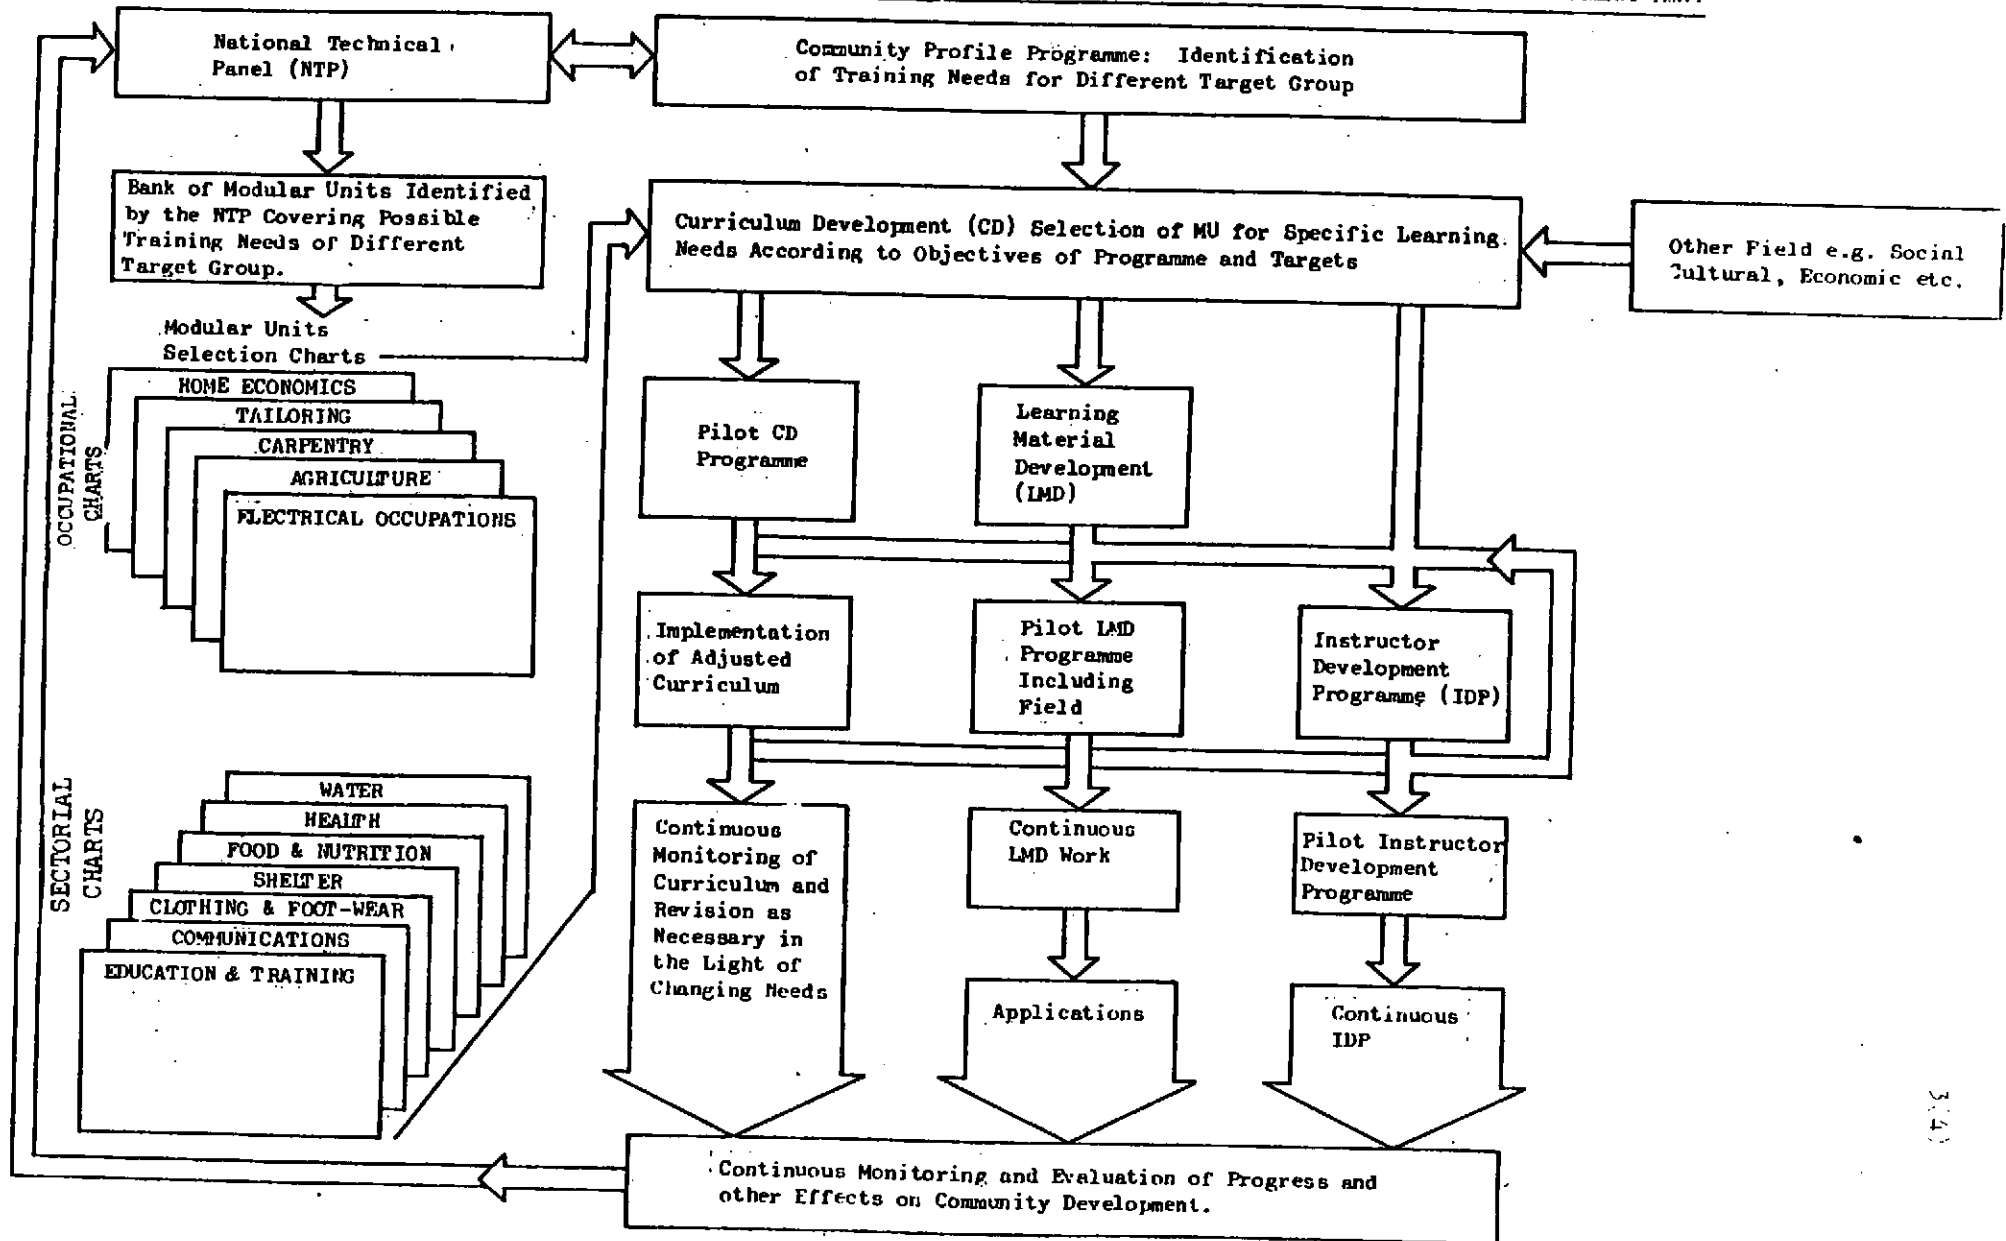 National Technical
Panel (NTP)
Community Profile Programme: Identification
of Training Needs for Different Target Group
Bank of Modular Units Identified
by the NTP Covering Possible
Training Needs of Different
Target Group.
Curriculum Development (CD) Selection of MU for Specific Learning
Needs According to Objectives of Programme and Targets
Other Field e.g. Social
Cultural, Economic etc.
Modular Units
Selection Charts
OCCUPATIONAL
CHARTS
HOME ECONOMICS
TAILORING
CARPENTRY
AGRICULTURE
ELECTRICAL OCCUPATIONS
Pilot CD
Programme
Learning
Material
Development
(LMD)
Implementation
of Adjusted
Curriculum
Pilot LMD
Programme
Including
Field
Instructor
Development
Programme (IDP)
SECTORIAL
CHARTS
WATER
HEALTH
FOOD & NUTRITION
SHELTER
CLOTHING & FOOT-WEAR
COMMUNICATIONS
EDUCATION & TRAINING
Continuous
Monitoring of
Curriculum and
Revision as
Necessary in
the Light of
Changing Needs
Continuous
LMD Work
Pilot Instructor
Development
Programme
Applications
Continuous
IDP
Continuous Monitoring and Evaluation of Progress and
other Effects on Community Development.
3(4)